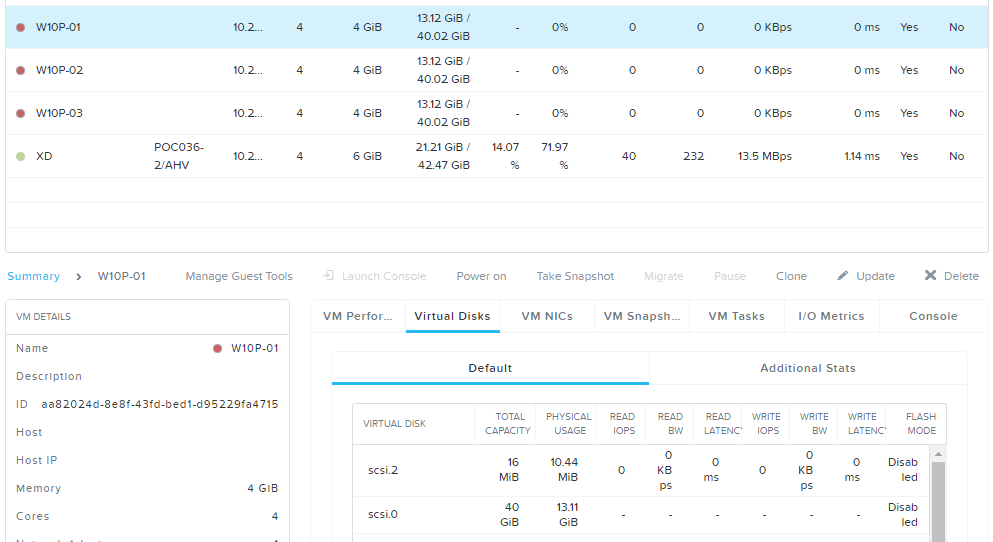 W10P-01 10.2... 4 4 GiB 13.12 GiB / 40.02 GiB - 0% 0 0 0 KBps 0 ms Yes No
W10P-02 10.2... 4 4 GiB 13.12 GiB / 40.02 GiB - 0% 0 0 0 KBps 0 ms Yes No
W10P-03 10.2... 4 4 GiB 13.12 GiB / 40.02 GiB - 0% 0 0 0 KBps 0 ms Yes No
XD POC036-2/AHV 10.2... 4 6 GiB 21.21 GiB / 42.47 GiB 14.07 % 71.97 % 40 232 13.5 MBps 1.14 ms Yes No
Summary > W10P-01 Manage Guest Tools Launch Console Power on Take Snapshot Migrate Pause Clone Update Delete
VM DETAILS
Name W10P-01
Description
ID aa82024d-8e8f-43fd-bed1-d95229fa4715
Host
Host IP
Memory 4 GiB
Cores 4
VM Perfor... Virtual Disks VM NICs VM Snapsh... VM Tasks I/O Metrics Console
Default Additional Stats
VIRTUAL DISK TOTAL CAPACITY PHYSICAL USAGE READ IOPS READ BW READ LATENC WRITE IOPS WRITE BW WRITE LATENC FLASH MODE
scsi.2 16 MiB 10.44 MiB 0 0 KB ps 0 ms 0 0 KB ps 0 ms Disab led
scsi.0 40 GiB 13.11 GiB - - - - - - Disab led